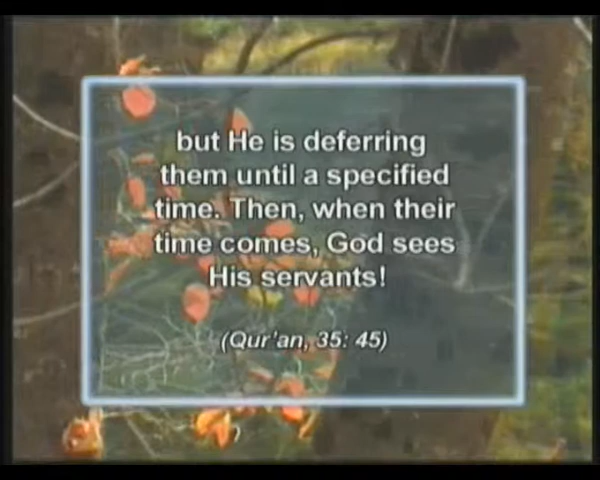 but He is deferring
them until a specified
time. Then, when their
time comes, God sees
His servants!
(Qur'an, 35: 45)